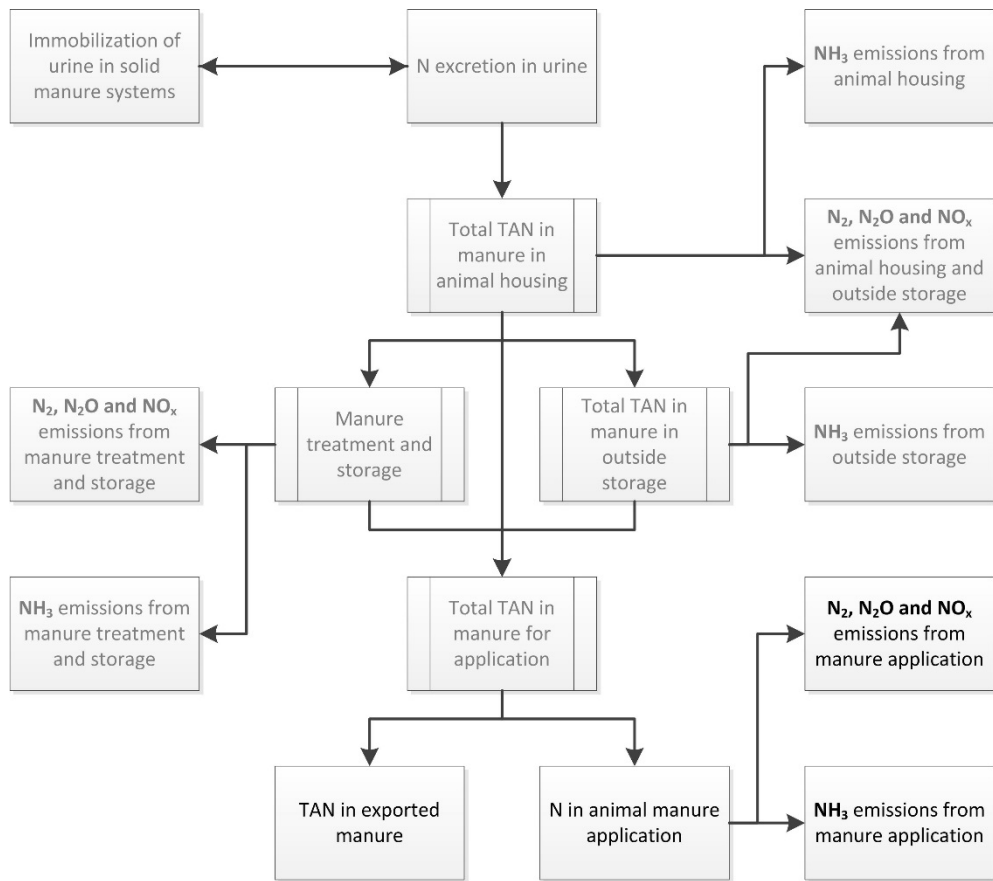 Immobilization of
urine in solid
manure systems
N excretion in urine
NH₃ emissions from
animal housing
Total TAN in
manure in
animal housing
N₂, N₂O and NOₓ
emissions from
animal housing and
outside storage
N₂, N₂O and NOₓ
emissions from
manure treatment
and storage
Manure
treatment and
storage
Total TAN in
manure in
outside
storage
NH₃ emissions from
outside storage
NH₃ emissions from
manure treatment
and storage
Total TAN in
manure for
application
N₂, N₂O and NOₓ
emissions from
manure application
TAN in exported
manure
N in animal manure
application
NH₃ emissions from
manure application